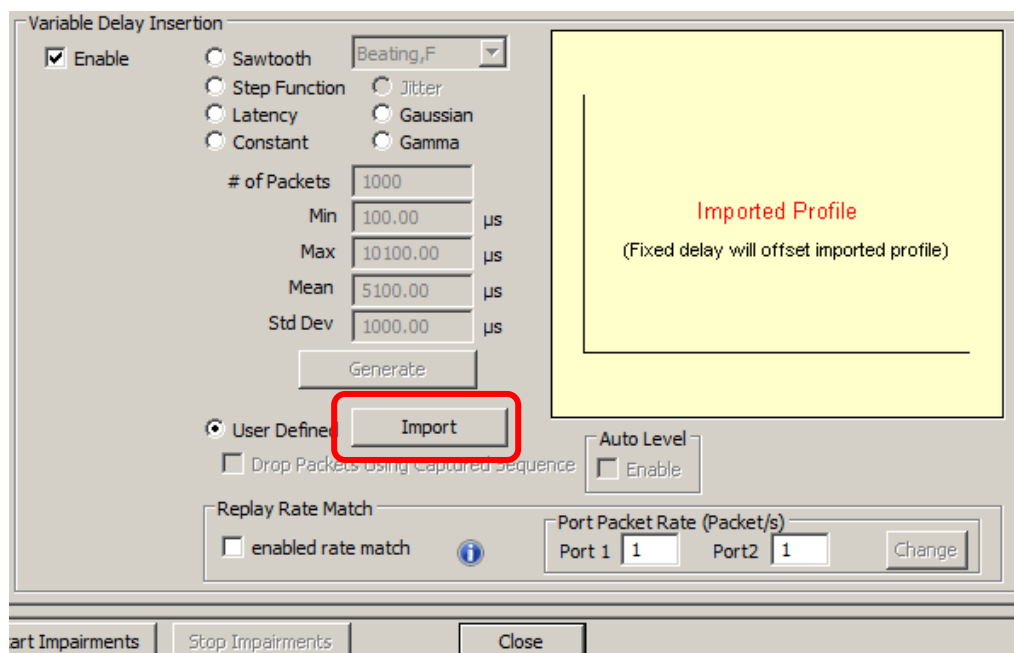 Variable Delay Insertion
Enable
Sawtooth
Beating,F
Step Function
Jitter
Latency
Gaussian
Constant
Gamma
# of Packets
1000
Min
100.00
µs
Max
10100.00
µs
Mean
5100.00
µs
Std Dev
1000.00
µs
Generate
Imported Profile
(Fixed delay will offset imported profile)
User Defined
Import
Drop Packets Using Captured Sequence
Auto Level
Enable
Replay Rate Match
enabled rate match
Port Packet Rate (Packet/s)
Port 1
1
Port2
1
Change
art Impairments
Stop Impairments
Close